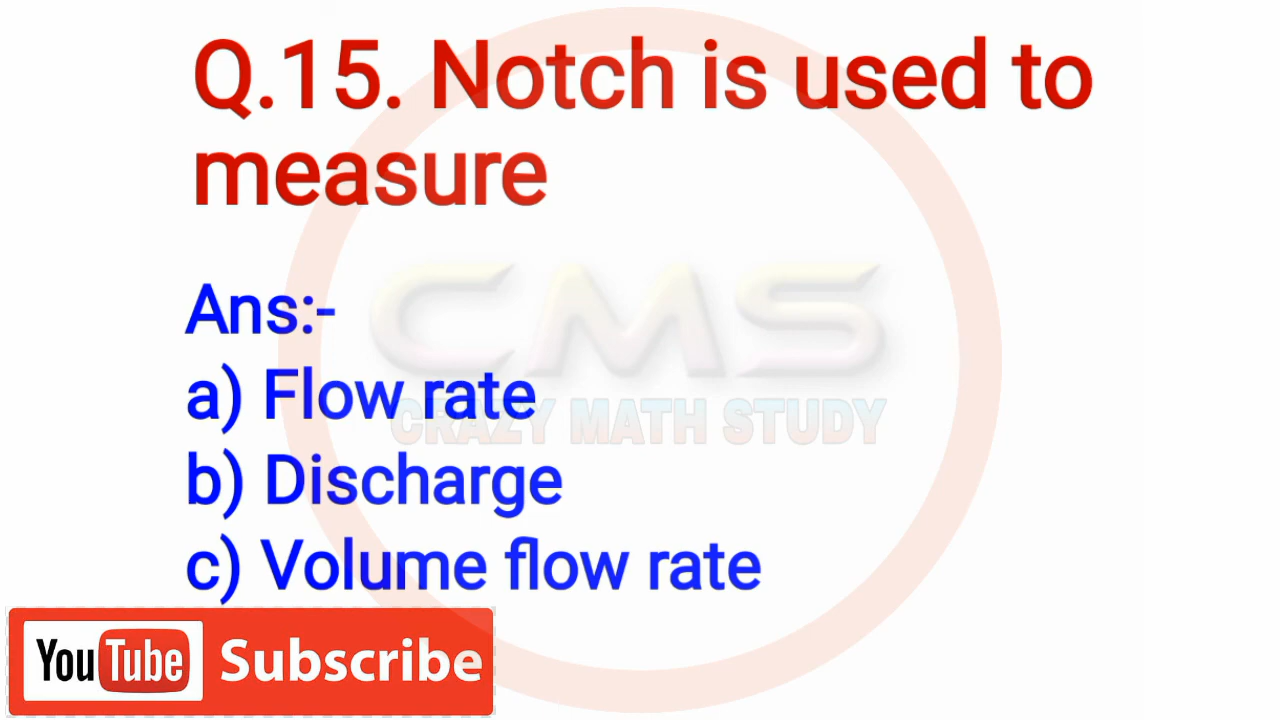 Q.15. Notch is used to
measure
Ans:-
CMS
a) Flow rate
CRAZY MATH STUDY
b) Discharge
c) Volume flow rate
YouTube Subscribe